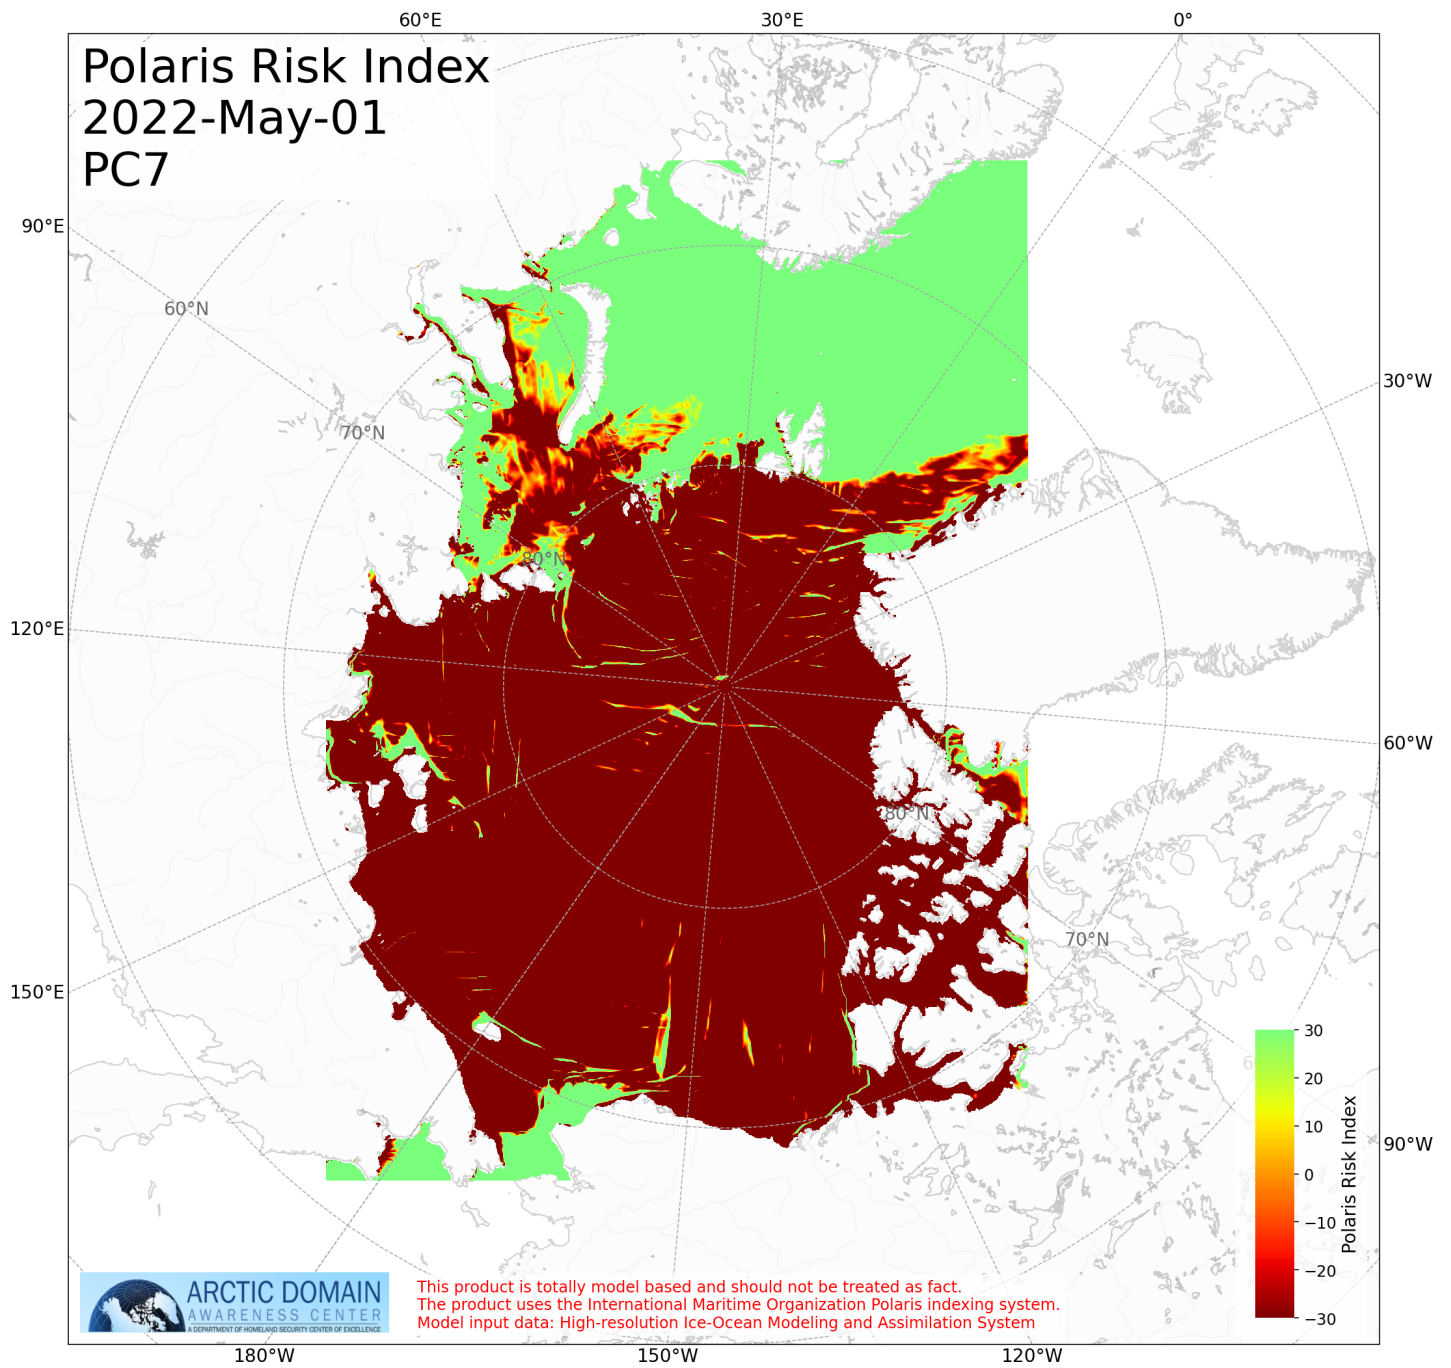 60°E 30°E 0°
Polaris Risk Index
2022-May-01
PC7
90°E
60°N
30°W
70°N
80°N
120°E
60°W
80°N
70°N
150°E
30
20
10
0
−10
−20
−30
Polaris Risk Index
90°W
ARCTIC DOMAIN
AWARENESS CENTER
A DEPARTMENT OF HOMELAND SECURITY CENTER OF EXCELLENCE
This product is totally model based and should not be treated as fact.
The product uses the International Maritime Organization Polaris indexing system.
Model input data: High-resolution Ice-Ocean Modeling and Assimilation System
180°W 150°W 120°W